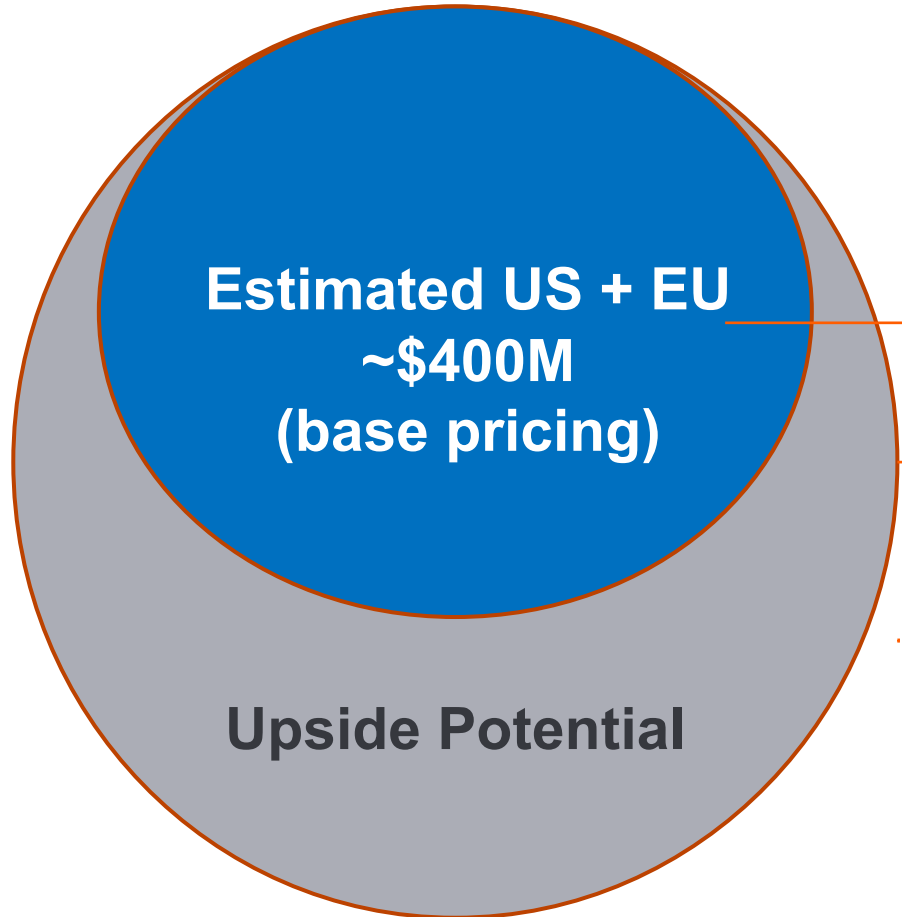 Estimated US + EU
~$400M
(base pricing)
Upside Potential